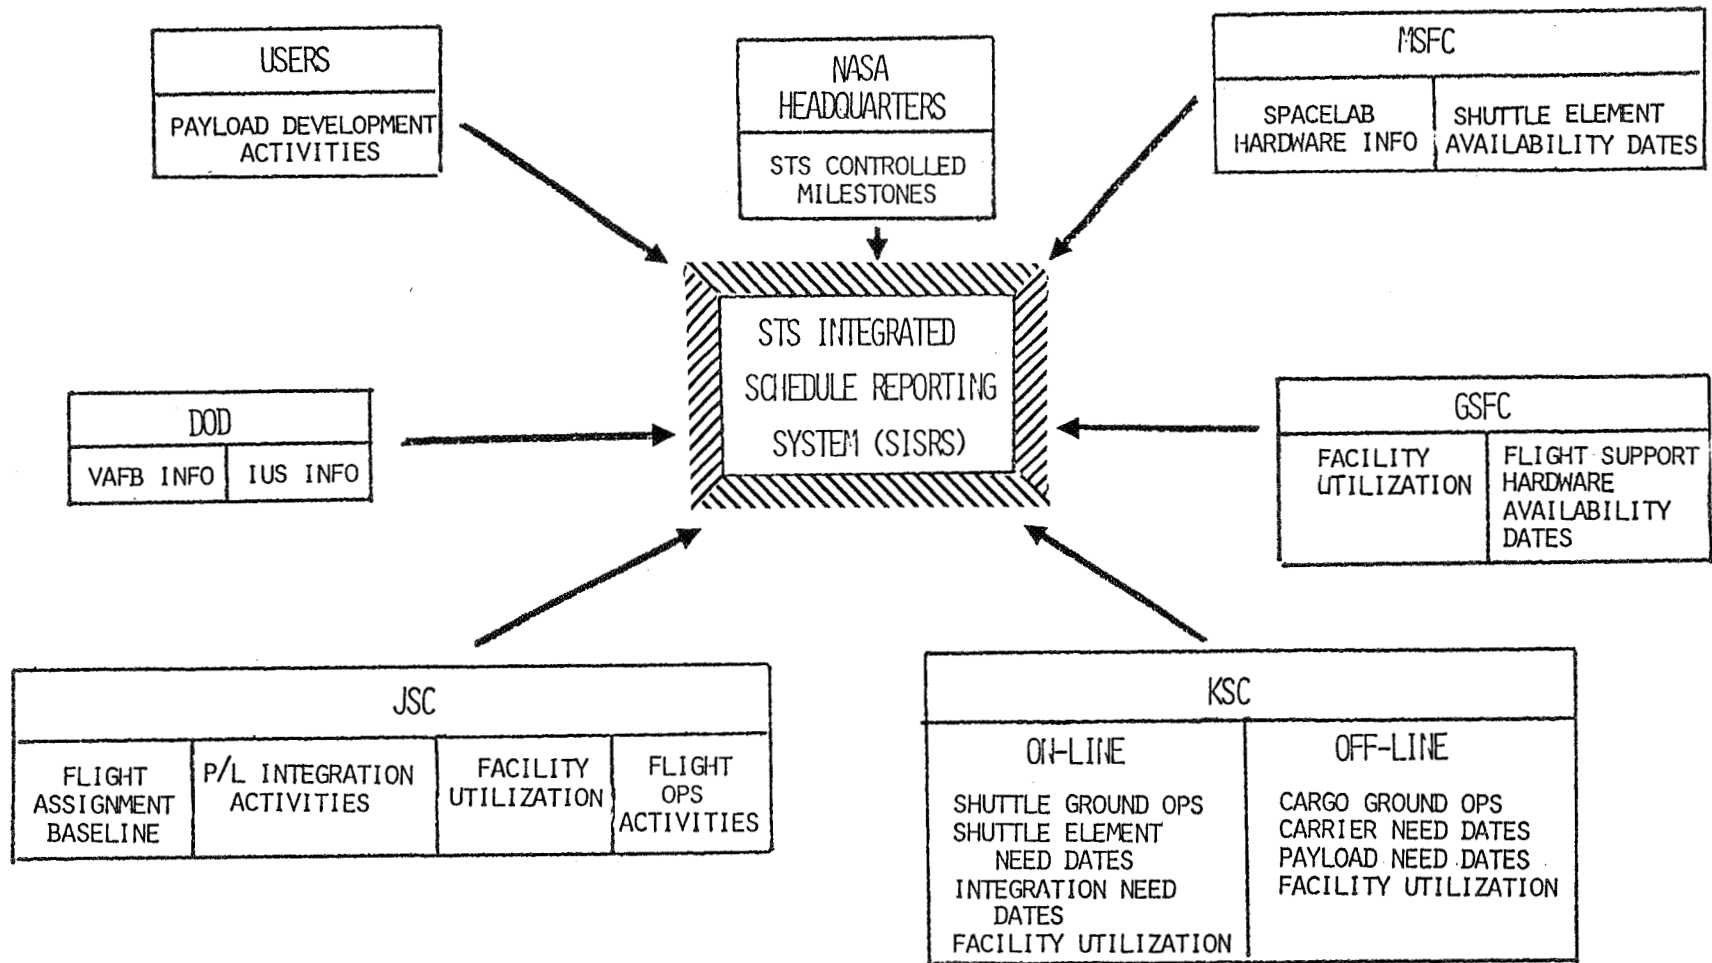 USERS
PAYLOAD DEVELOPMENT
ACTIVITIES
NASA
HEADQUARTERS
STS CONTROLLED
MILESTONES
MSFC
SPACELAB
HARDWARE INFO
SHUTTLE ELEMENT
AVAILABILITY DATES
STS INTEGRATED
SCHEDULE REPORTING
SYSTEM (SISRS)
DOD
VAFB INFO
IUS INFO
GSFC
FACILITY
UTILIZATION
FLIGHT SUPPORT
HARDWARE
AVAILABILITY
DATES
JSC
FLIGHT
ASSIGNMENT
BASELINE
P/L INTEGRATION
ACTIVITIES
FACILITY
UTILIZATION
FLIGHT
OPS
ACTIVITIES
KSC
ON-LINE
SHUTTLE GROUND OPS
SHUTTLE ELEMENT
NEED DATES
INTEGRATION NEED
DATES
FACILITY UTILIZATION
OFF-LINE
CARGO GROUND OPS
CARRIER NEED DATES
PAYLOAD NEED DATES
FACILITY UTILIZATION